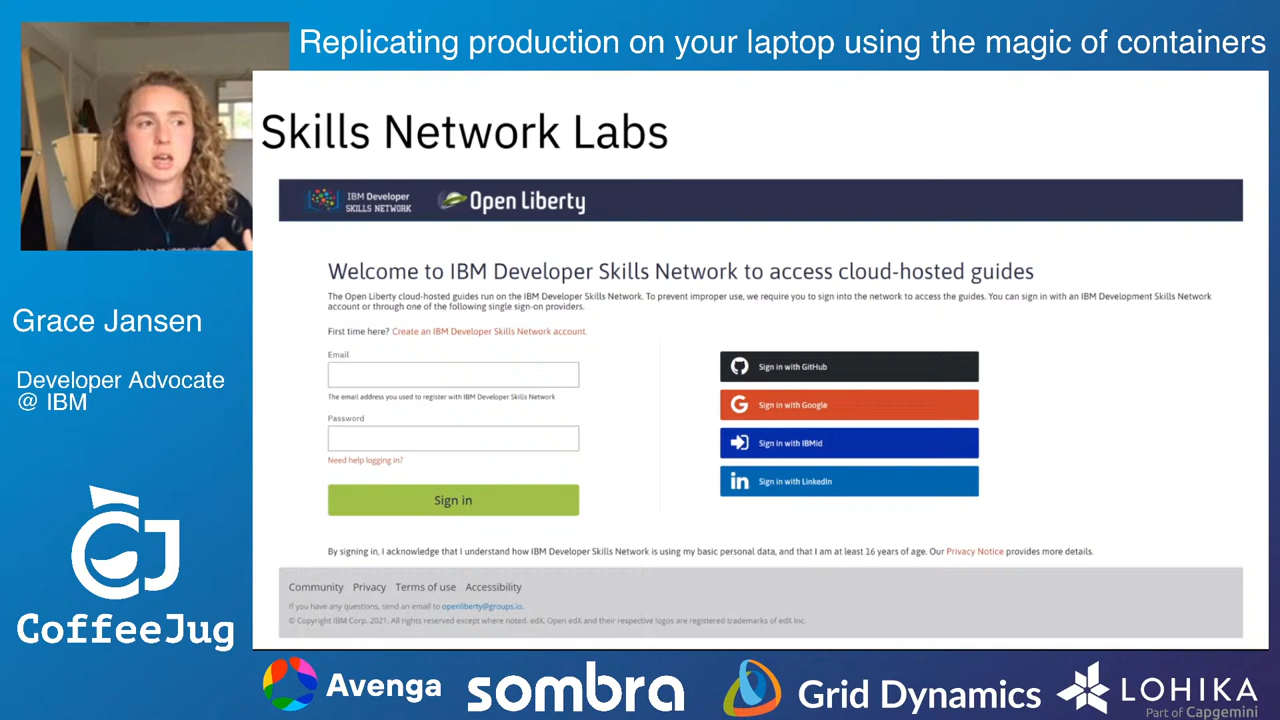 Replicating production on your laptop using the magic of containers
Skills Network Labs
IBM Developer
SKILLS NETWORK
Open Liberty
Welcome to IBM Developer Skills Network to access cloud-hosted guides
The Open Liberty cloud-hosted guides run on the IBM Developer Skills Network. To prevent improper use, we require you to sign into the network to access the guides. You can sign in with an IBM Development Skills Network
account or through one of the following single sign-on providers.
First time here? Create an IBM Developer Skills Network account.
Email
The email address you used to register with IBM Developer Skills Network
Password
Need help logging in?
Sign in
Sign in with GitHub
Sign in with Google
Sign in with IBMid
Sign in with LinkedIn
By signing in, I acknowledge that I understand how IBM Developer Skills Network is using my basic personal data, and that I am at least 16 years of age. Our Privacy Notice provides more details.
Community Privacy Terms of use Accessibility
If you have any questions, send an email to openliberty@groups.io.
© Copyright IBM Corp. 2021. All rights reserved except where noted. edX, Open edX and their respective logos are registered trademarks of edX Inc.
Grace Jansen
Developer Advocate
@ IBM
CJ
CoffeeJug
Avenga
sombra
Grid Dynamics
LOHIKA
Part of Capgemini